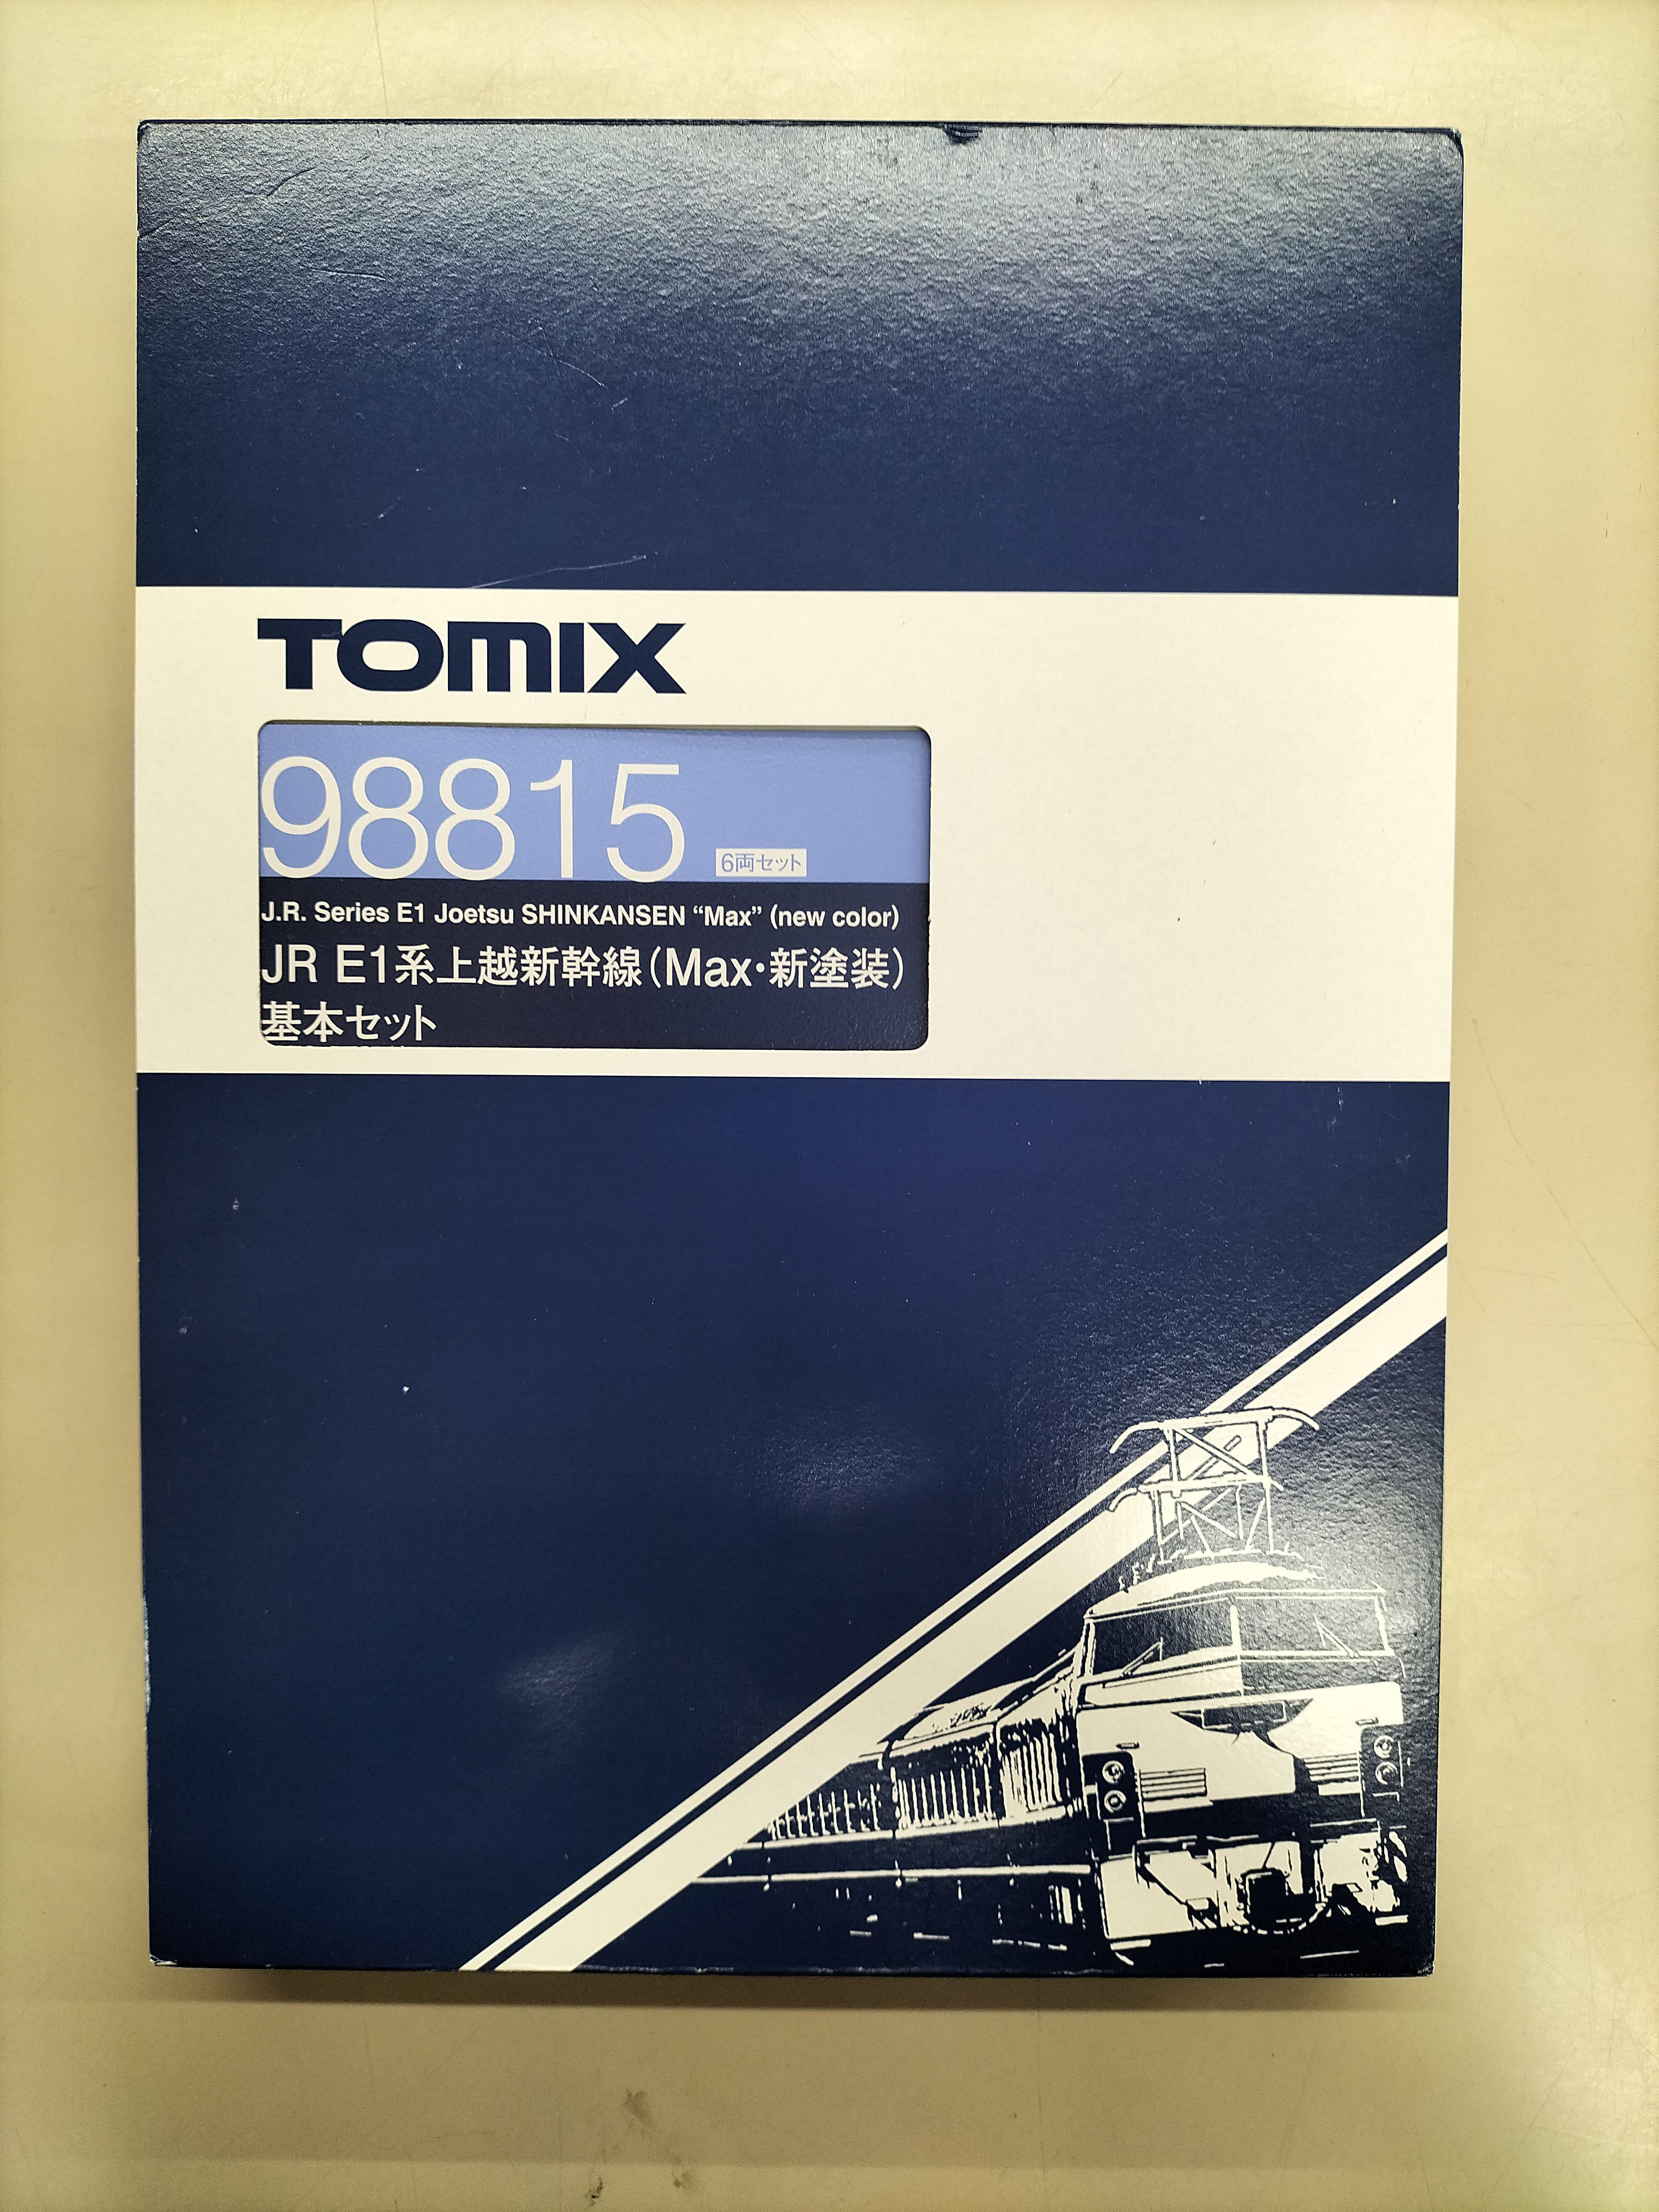 TOMIX
98815 6両セット
J.R. Series E1 Joetsu SHINKANSEN “Max” (new color)
JR E1系上越新幹線(Max・新塗装)
基本セット